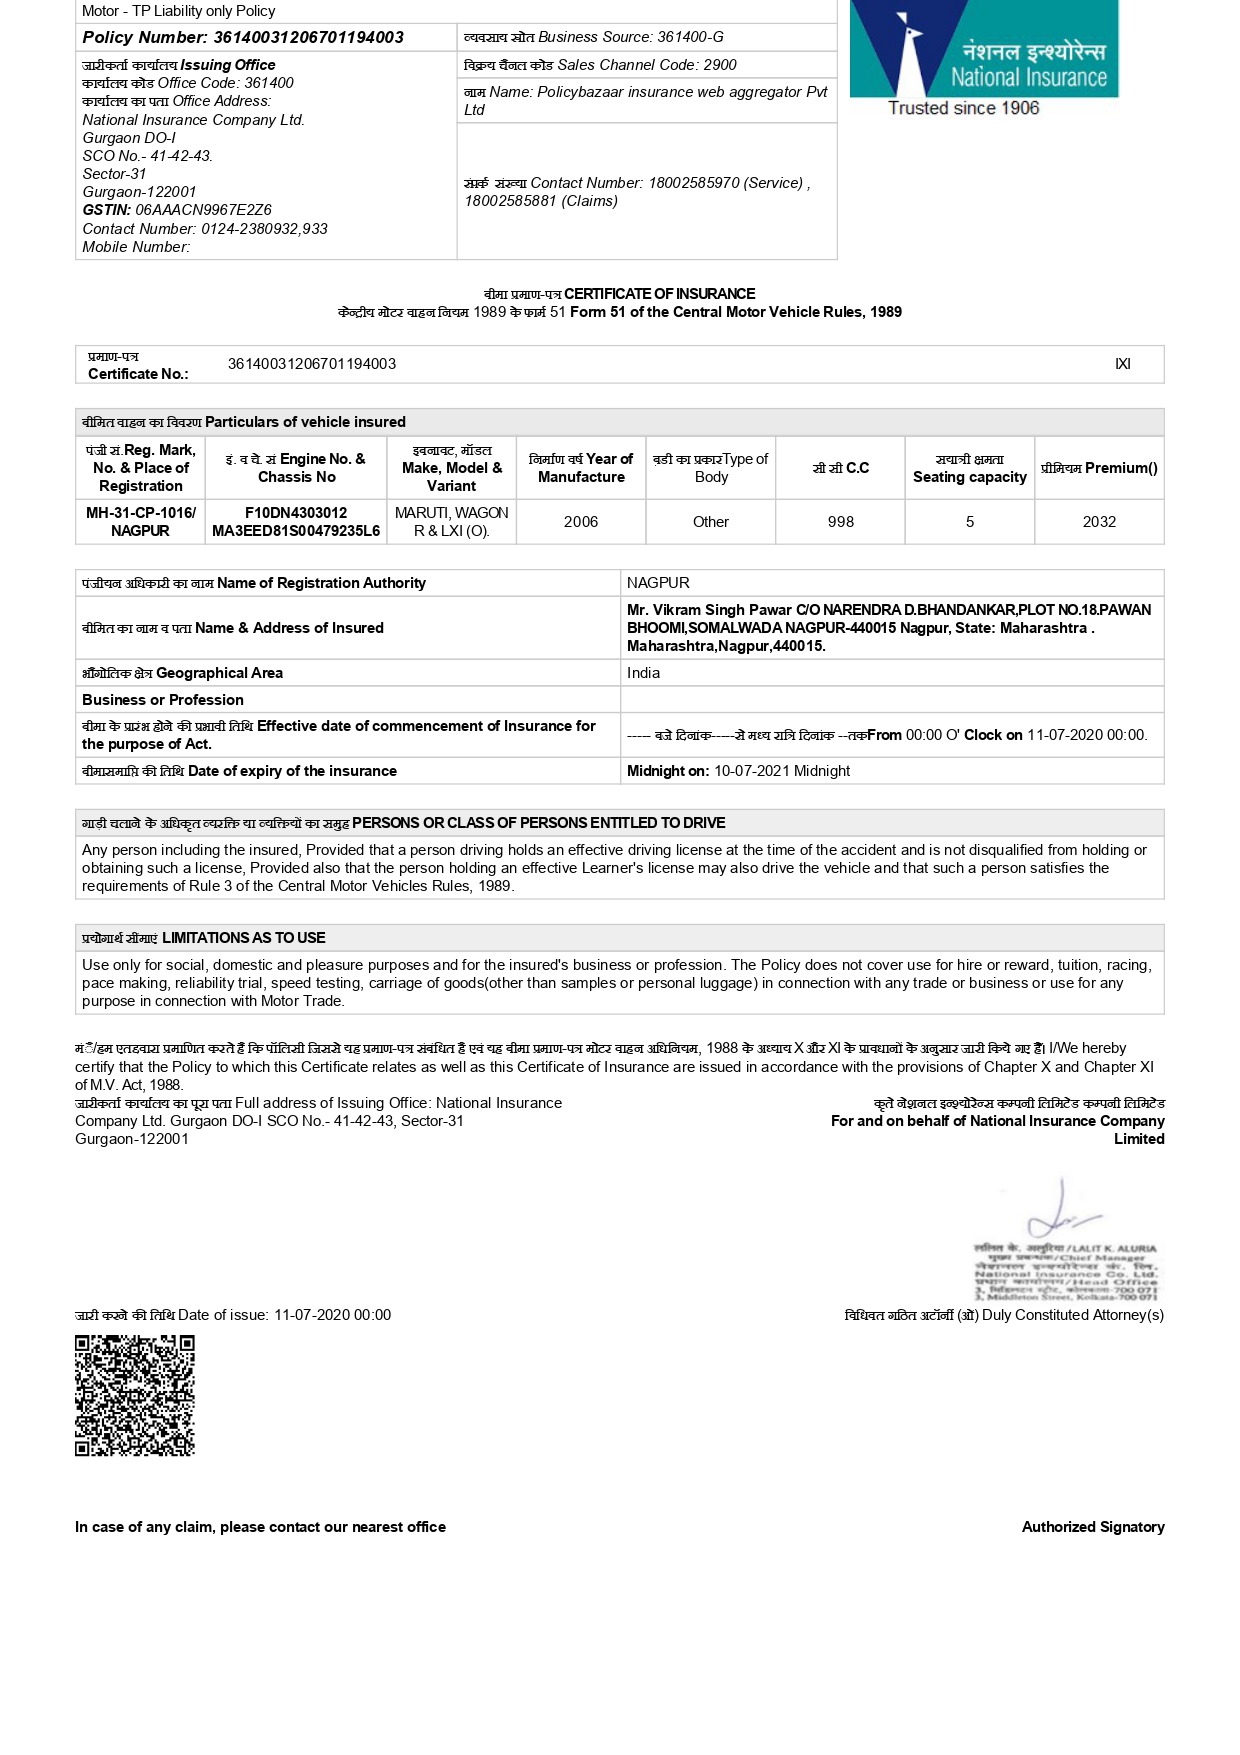 Motor - TP Liability only Policy
Policy Number: 36140031206701194003
व्यवसाय स्रोत Business Source: 361400-G
जारीकर्ता कार्यालय Issuing Office
कार्यालय कोड Office Code: 361400
कार्यालय का पता Office Address:
National Insurance Company Ltd.
Gurgaon DO-I
SCO No.- 41-42-43.
Sector-31
Gurgaon-122001
GSTIN: 06AAACN9967E2Z6
Contact Number: 0124-2380932,933
Mobile Number:
विक्रय चैंनल कोड Sales Channel Code: 2900
नाम Name: Policybazaar insurance web aggregator Pvt
Ltd
संपर्क संख्या Contact Number: 18002585970 (Service) ,
18002585881 (Claims)
नेशनल इन्श्योरेन्स
National Insurance
Trusted since 1906
बीमा प्रमाण-पत्र CERTIFICATE OF INSURANCE
केन्द्रीय मोटर वाहन नियम 1989 के फार्म 51 Form 51 of the Central Motor Vehicle Rules, 1989
प्रमाण-पत्र
Certificate No.:
36140031206701194003
IXI
बीमित वाहन का विवरण Particulars of vehicle insured
पंजी सं.Reg. Mark,
No. & Place of
Registration
इं. व चे. सं Engine No. &
Chassis No
इबनावट, मॉडल
Make, Model &
Variant
निर्माण वर्ष Year of
Manufacture
बडी का प्रकारType of
Body
सी सी C.C
सयात्री क्षमता
Seating capacity
प्रीमियम Premium()
MH-31-CP-1016/
NAGPUR
F10DN4303012
MA3EED81S00479235L6
MARUTI, WAGON
R & LXI (O).
2006
Other
998
5
2032
पंजीयन अधिकारी का नाम Name of Registration Authority
NAGPUR
बीमित का नाम व पता Name & Address of Insured
Mr. Vikram Singh Pawar C/O NARENDRA D.BHANDANKAR,PLOT NO.18.PAWAN
BHOOMI,SOMALWADA NAGPUR-440015 Nagpur, State: Maharashtra .
Maharashtra,Nagpur,440015.
भौंगोतिक क्षेत्र Geographical Area
India
Business or Profession
बीमा के प्रारंभ होने की प्रभावी तिथि Effective date of commencement of Insurance for
the purpose of Act.
----- बजे दिनांक-----से मध्य रात्रि दिनांक --तकFrom 00:00 O' Clock on 11-07-2020 00:00.
बीमासमाप्ति की तिथि Date of expiry of the insurance
Midnight on: 10-07-2021 Midnight
गाड़ी चलाने के अधिकृत व्यरक्ति या व्यक्तियों का समुह PERSONS OR CLASS OF PERSONS ENTITLED TO DRIVE
Any person including the insured, Provided that a person driving holds an effective driving license at the time of the accident and is not disqualified from holding or
obtaining such a license, Provided also that the person holding an effective Learner's license may also drive the vehicle and that such a person satisfies the
requirements of Rule 3 of the Central Motor Vehicles Rules, 1989.
प्रयोगार्थ सीमाएं LIMITATIONS AS TO USE
Use only for social, domestic and pleasure purposes and for the insured's business or profession. The Policy does not cover use for hire or reward, tuition, racing,
pace making, reliability trial, speed testing, carriage of goods(other than samples or personal luggage) in connection with any trade or business or use for any
purpose in connection with Motor Trade.
मैं/हम एतद्द्वारा प्रमाणित करते हैं कि पॉलिसी जिससे यह प्रमाण-पत्र संबंधित है एवं यह बीमा प्रमाण-पत्र मोटर वाहन अधिनियम, 1988 के अध्याय X और XI के प्रावधानों के अनुसार जारी किये गए हैं। I/We hereby
certify that the Policy to which this Certificate relates as well as this Certificate of Insurance are issued in accordance with the provisions of Chapter X and Chapter XI
of M.V. Act, 1988.
जारीकर्ता कार्यालय का पूरा पता Full address of Issuing Office: National Insurance
Company Ltd. Gurgaon DO-I SCO No.- 41-42-43, Sector-31
Gurgaon-122001
कृते नेशनल इन्श्योरेन्स कम्पनी लिमिटेड कम्पनी लिमिटेड
For and on behalf of National Insurance Company
Limited
ललित के. अलुरिया/LALIT K. ALURIA
मुख्य प्रबन्धक/Chief Manager
नेशनल इन्श्योरेंस कं. लि.
National Insurance Co. Ltd.
प्रधान कार्यालय/Head Office
3, मिडिलटन स्ट्रीट, कोलकाता-700 071
3, Middleton Street, Kolkata-700 071
जारी करने की तिथि Date of issue: 11-07-2020 00:00
विधिवत गठित अटॉर्नी (ओ) Duly Constituted Attorney(s)
In case of any claim, please contact our nearest office
Authorized Signatory